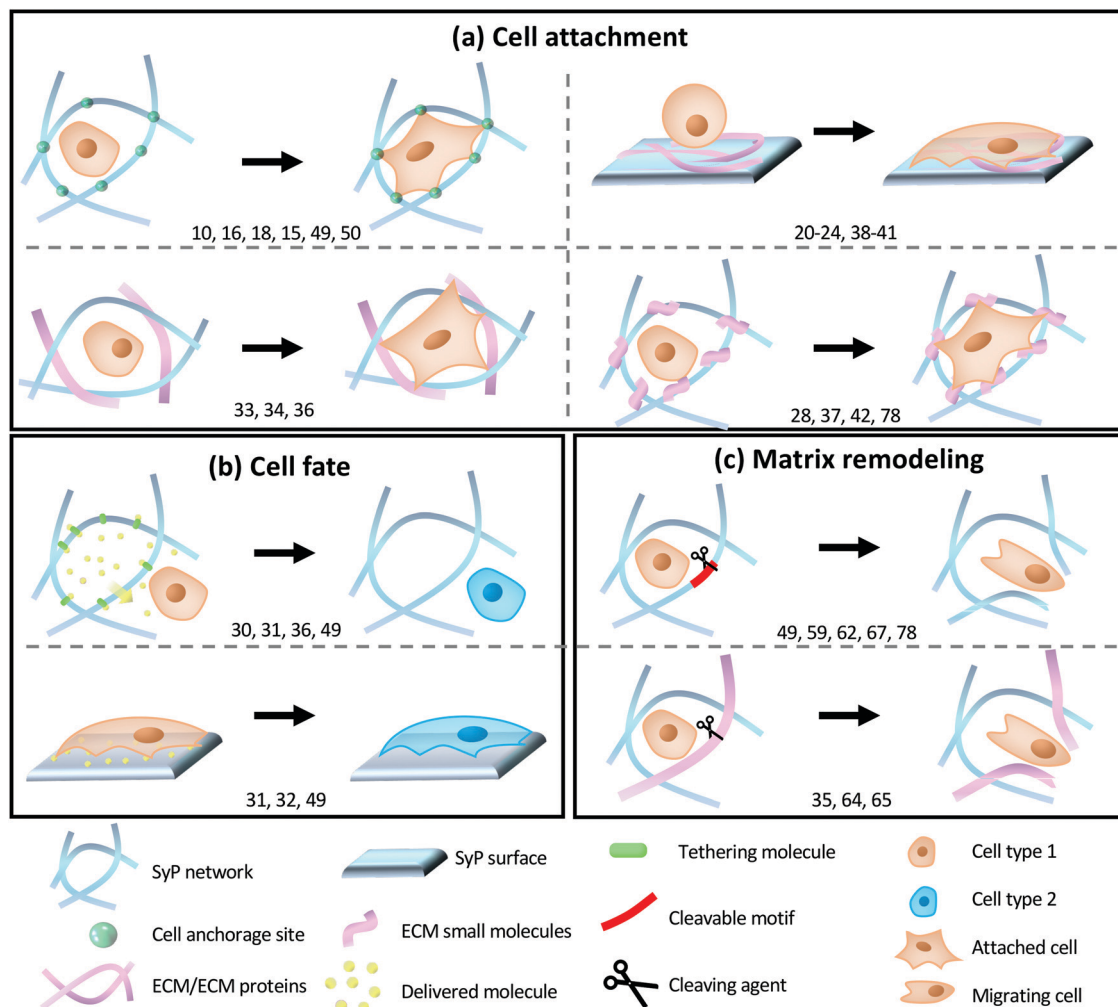 (a) Cell attachment
10, 16, 18, 15, 49, 50
20-24, 38-41
33, 34, 36
28, 37, 42, 78
(b) Cell fate
30, 31, 36, 49
31, 32, 49
(c) Matrix remodeling
49, 59, 62, 67, 78
35, 64, 65
SyP network
SyP surface
Tethering molecule
Cell type 1
Cell anchorage site
ECM small molecules
Cleavable motif
Cell type 2
Attached cell
ECM/ECM proteins
Delivered molecule
Cleaving agent
Migrating cell